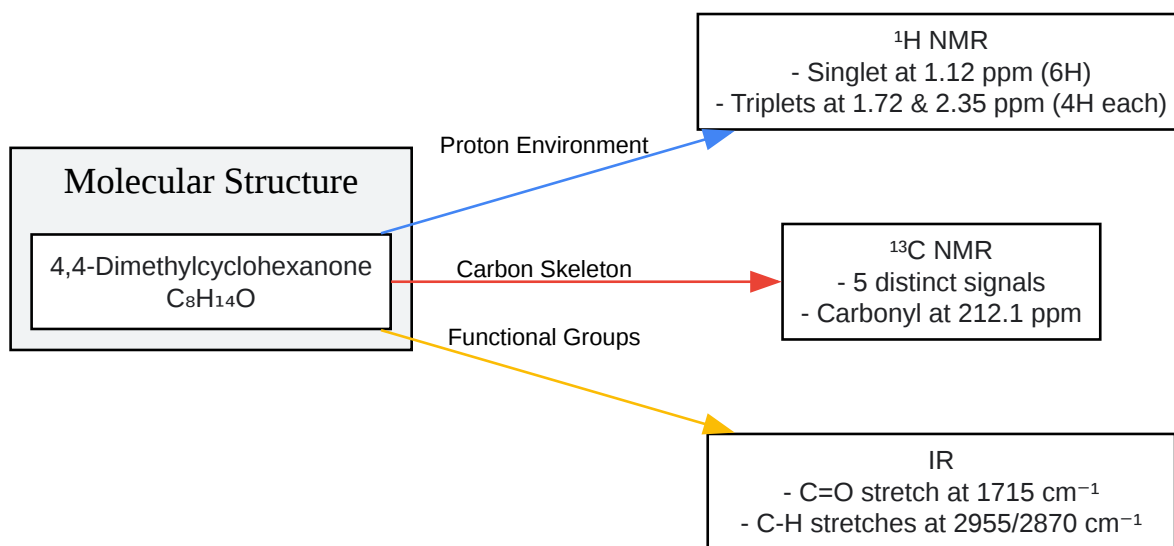 Molecular Structure
4,4-Dimethylcyclohexanone
C₈H₁₄O
Proton Environment
Carbon Skeleton
Functional Groups
¹H NMR
- Singlet at 1.12 ppm (6H)
- Triplets at 1.72 & 2.35 ppm (4H each)
¹³C NMR
- 5 distinct signals
- Carbonyl at 212.1 ppm
IR
- C=O stretch at 1715 cm⁻¹
- C-H stretches at 2955/2870 cm⁻¹